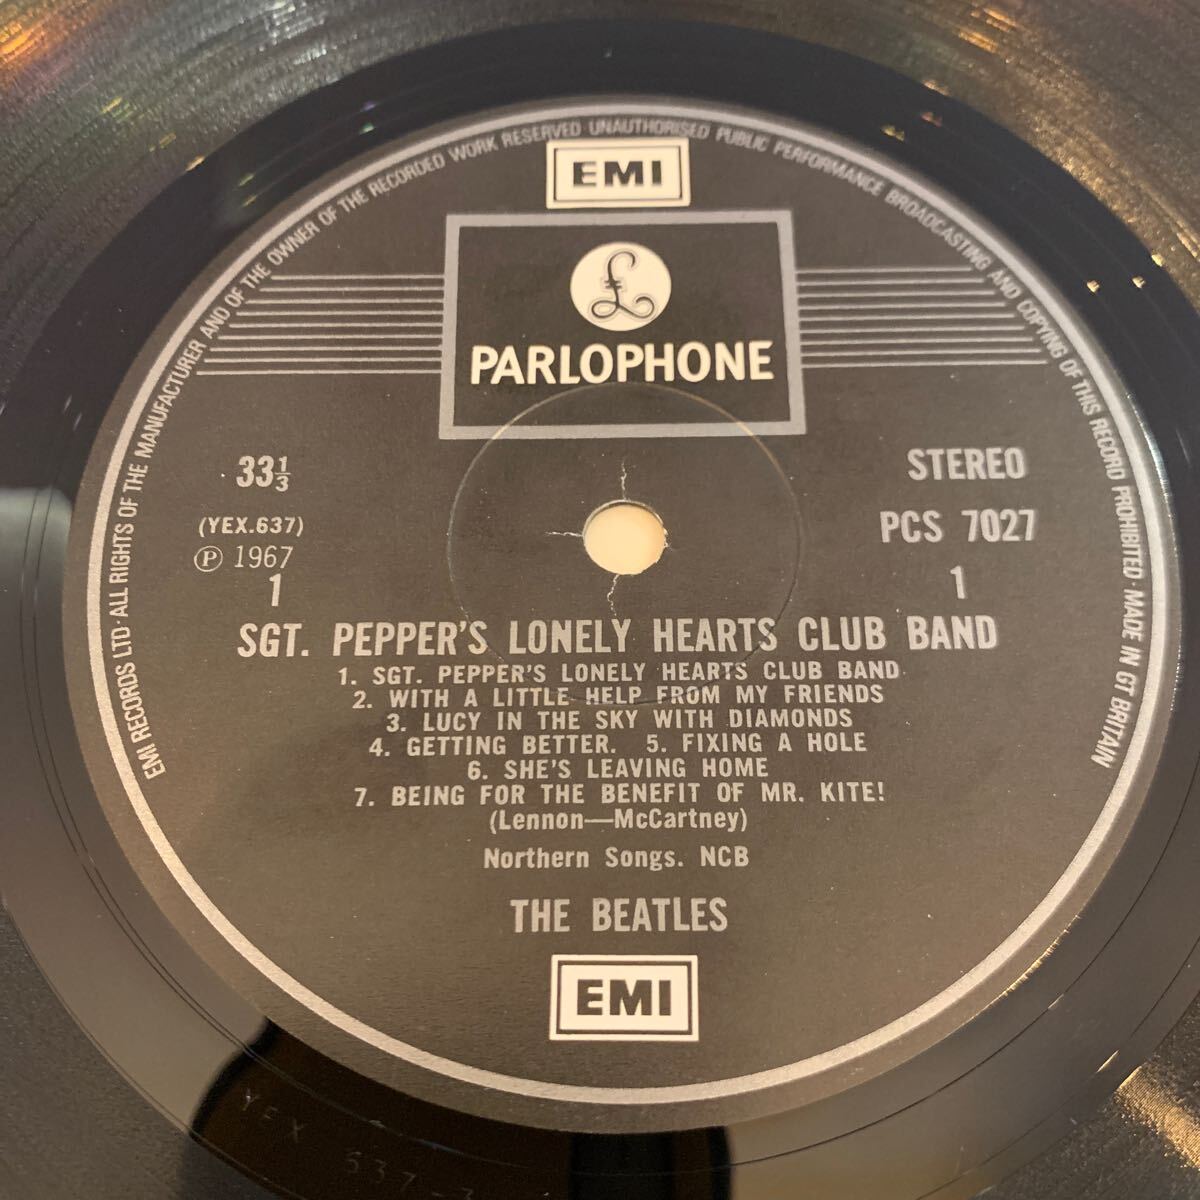 EMI RECORDS LTD · ALL RIGHTS OF THE MANUFACTURER AND OF THE OWNER OF THE RECORDED WORK RESERVED UNAUTHORISED PUBLIC PERFORMANCE BROADCASTING AND COPYING OF THIS RECORD PROHIBITED · MADE IN GT BRITAIN
EMI
£
PARLOPHONE
33⅓
STEREO
(YEX.637)
PCS 7027
Ⓟ 1967
1
1
SGT. PEPPER'S LONELY HEARTS CLUB BAND
1. SGT. PEPPER'S LONELY HEARTS CLUB BAND
2. WITH A LITTLE HELP FROM MY FRIENDS
3. LUCY IN THE SKY WITH DIAMONDS
4. GETTING BETTER. 5. FIXING A HOLE
6. SHE'S LEAVING HOME
7. BEING FOR THE BENEFIT OF MR. KITE!
(Lennon—McCartney)
Northern Songs. NCB
THE BEATLES
EMI
YEX 637